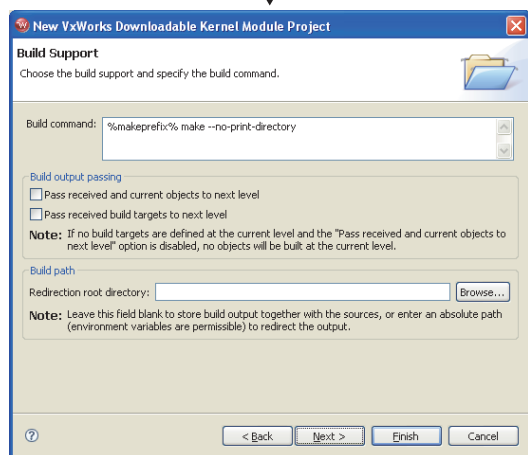 New VxWorks Downloadable Kernel Module Project
Build Support
Choose the build support and specify the build command.
Build command:
%makeprefix% make --no-print-directory
Build output passing
Pass received and current objects to next level
Pass received build targets to next level
Note: If no build targets are defined at the current level and the "Pass received and current objects to
next level" option is disabled, no objects will be built at the current level.
Build path
Redirection root directory:
Browse...
Note: Leave this field blank to store build output together with the sources, or enter an absolute path
(environment variables are permissible) to redirect the output.
?
< Back
Next >
Finish
Cancel